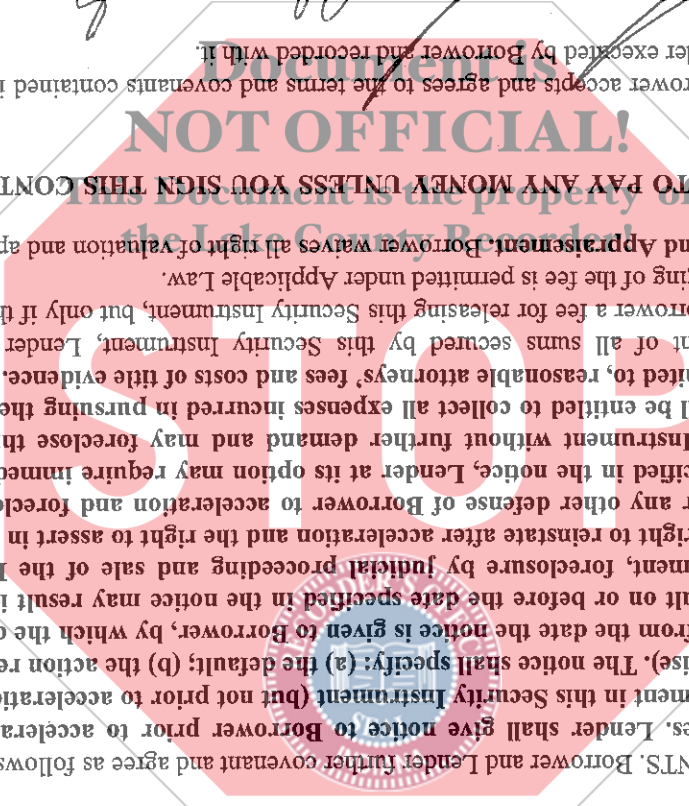 NTS. Borrower and Lender further covenant and agree as follows
es. Lender shall give notice to Borrower prior to accelera
ment in this Security Instrument (but not prior to accelerati
ise). The notice shall specify: (a) the default; (b) the action re
from the date the notice is given to Borrower, by which the d
ult on or before the date specified in the notice may result i
ment, foreclosure by judicial proceeding and sale of the
right to reinstate after acceleration and the right to assert in
r any other defense of Borrower to acceleration and forecl
cified in the notice, Lender at its option may require immed
Instrument without further demand and may foreclose th
ll be entitled to collect all expenses incurred in pursuing the
ited to, reasonable attorneys' fees and costs of title evidence.
nt of all sums secured by this Security Instrument, Lender
orrower a fee for releasing this Security Instrument, but only if th
ging of the fee is permitted under Applicable Law.
nd Appraisement. Borrower waives all right of valuation and ap
TO PAY ANY MONEY UNLESS YOU SIGN THIS CONT
rower accepts and agrees to the terms and covenants contained i
der executed by Borrower and recorded with it.
Document is
NOT OFFICIAL!
This Document is the property of
the Lake County Recorder!
STOP